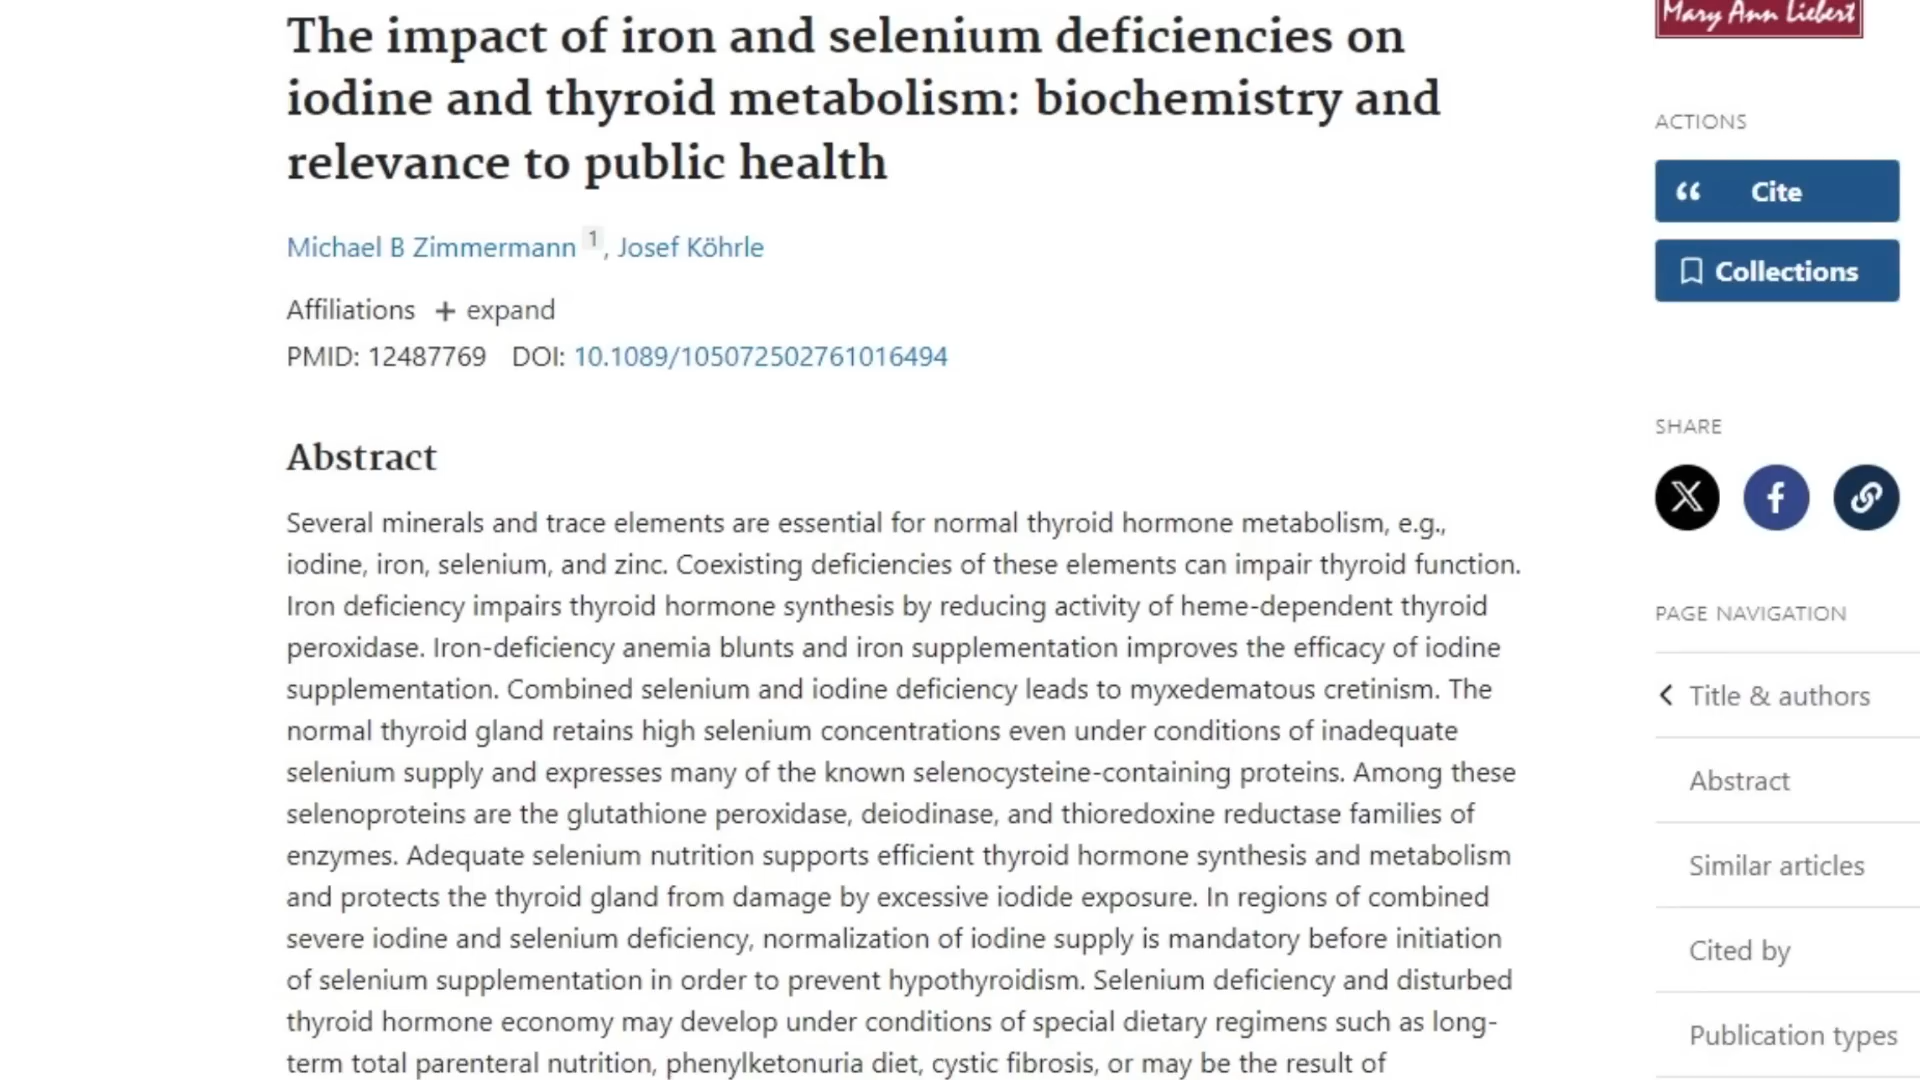 The impact of iron and selenium deficiencies on
iodine and thyroid metabolism: biochemistry and
relevance to public health
Michael B Zimmermann 1, Josef Köhrle
Affiliations + expand
PMID: 12487769 DOI: 10.1089/105072502761016494
Abstract
Several minerals and trace elements are essential for normal thyroid hormone metabolism, e.g.,
iodine, iron, selenium, and zinc. Coexisting deficiencies of these elements can impair thyroid function.
Iron deficiency impairs thyroid hormone synthesis by reducing activity of heme-dependent thyroid
peroxidase. Iron-deficiency anemia blunts and iron supplementation improves the efficacy of iodine
supplementation. Combined selenium and iodine deficiency leads to myxedematous cretinism. The
normal thyroid gland retains high selenium concentrations even under conditions of inadequate
selenium supply and expresses many of the known selenocysteine-containing proteins. Among these
selenoproteins are the glutathione peroxidase, deiodinase, and thioredoxine reductase families of
enzymes. Adequate selenium nutrition supports efficient thyroid hormone synthesis and metabolism
and protects the thyroid gland from damage by excessive iodide exposure. In regions of combined
severe iodine and selenium deficiency, normalization of iodine supply is mandatory before initiation
of selenium supplementation in order to prevent hypothyroidism. Selenium deficiency and disturbed
thyroid hormone economy may develop under conditions of special dietary regimens such as long-
term total parenteral nutrition, phenylketonuria diet, cystic fibrosis, or may be the result of
Mary Ann Liebert
ACTIONS
Cite
Collections
SHARE
PAGE NAVIGATION
Title & authors
Abstract
Similar articles
Cited by
Publication types